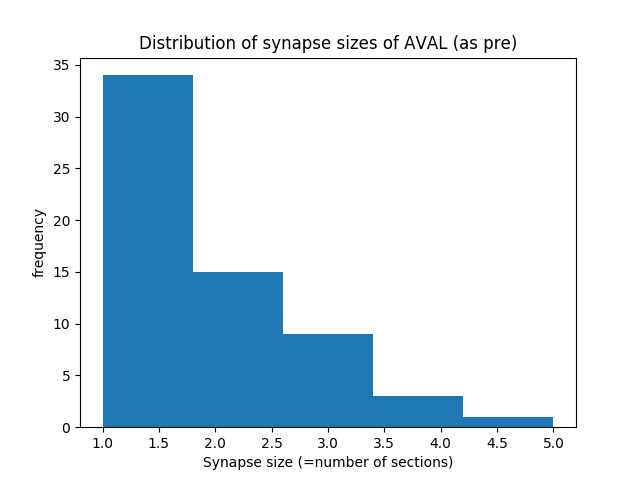 Distribution of synapse sizes of AVAL (as pre)
35
30
25
20
15
10
5
0
frequency
1.0 1.5 2.0 2.5 3.0 3.5 4.0 4.5 5.0
Synapse size (=number of sections)